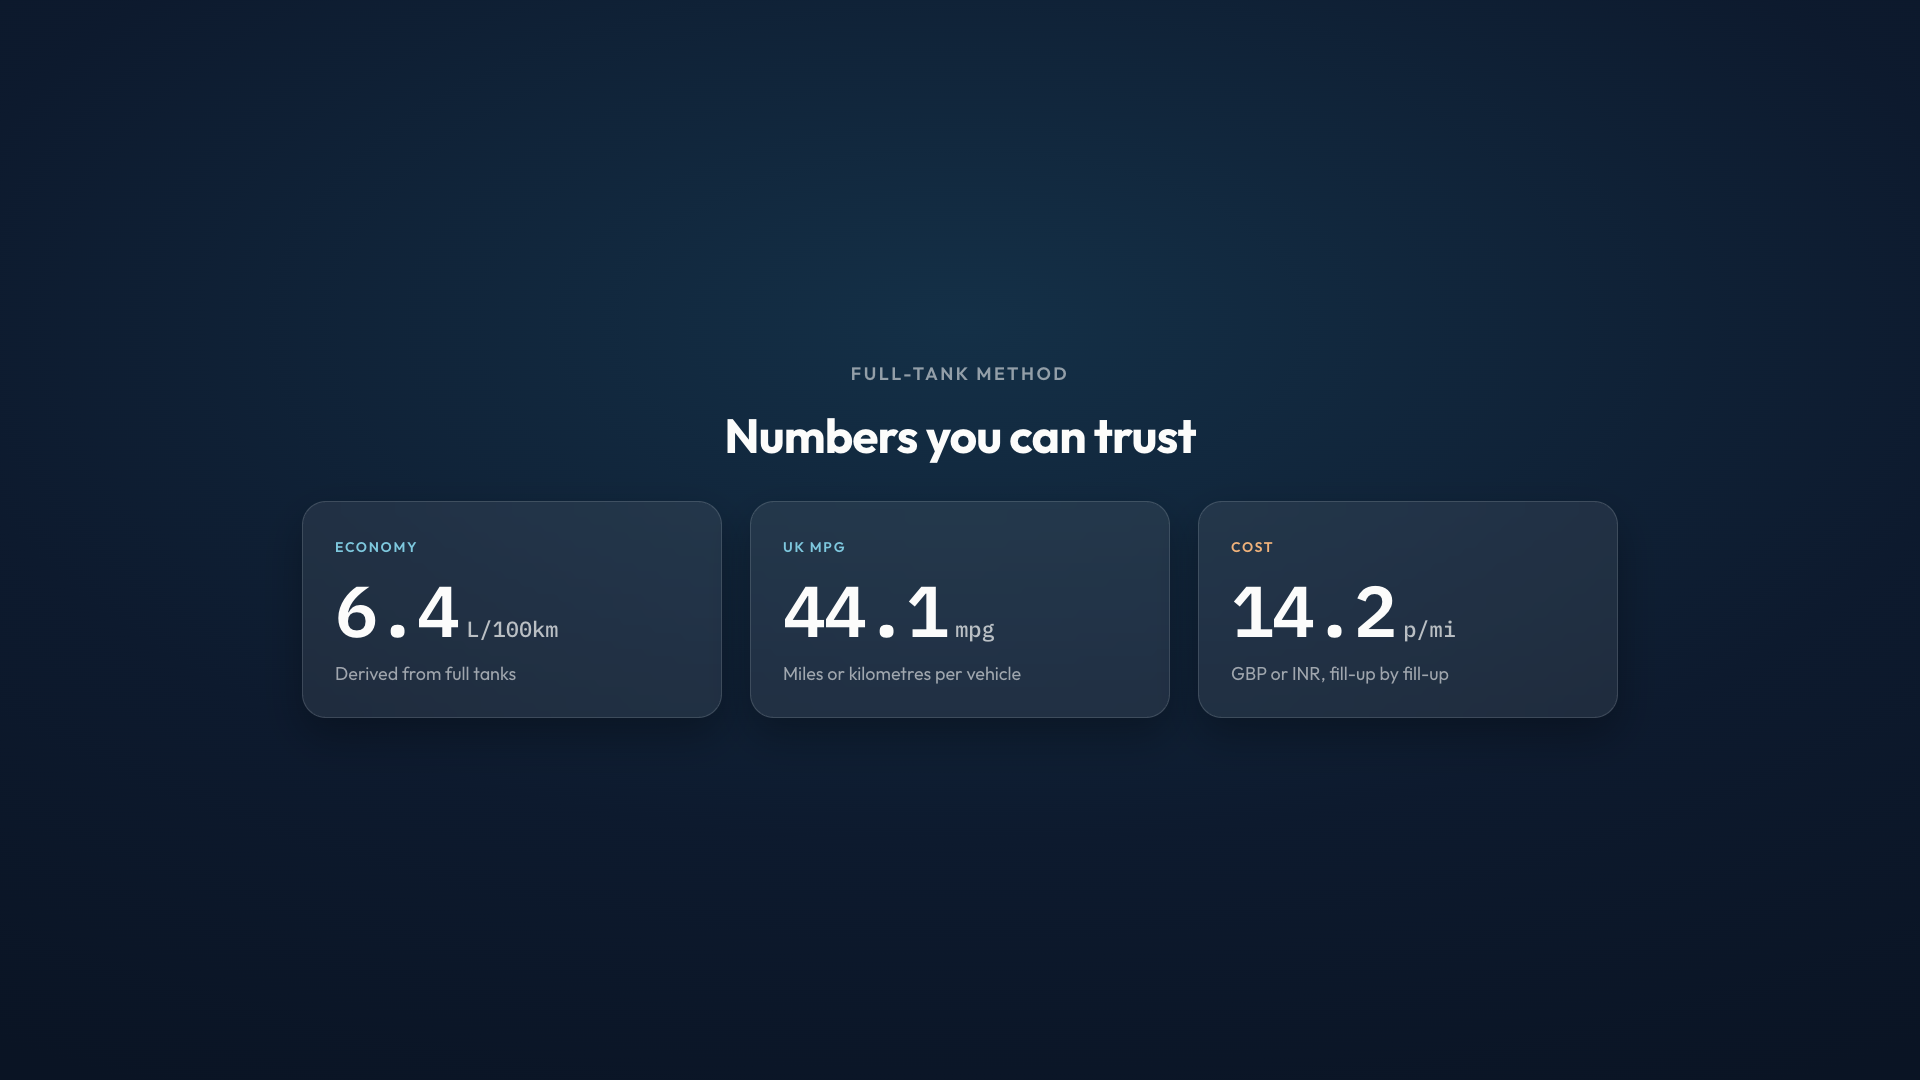 FULL-TANK METHOD
Numbers you can trust
ECONOMY
6.4 L/100km
Derived from full tanks
UK MPG
44.1 mpg
Miles or kilometres per vehicle
COST
14.2 p/mi
GBP or INR, fill-up by fill-up